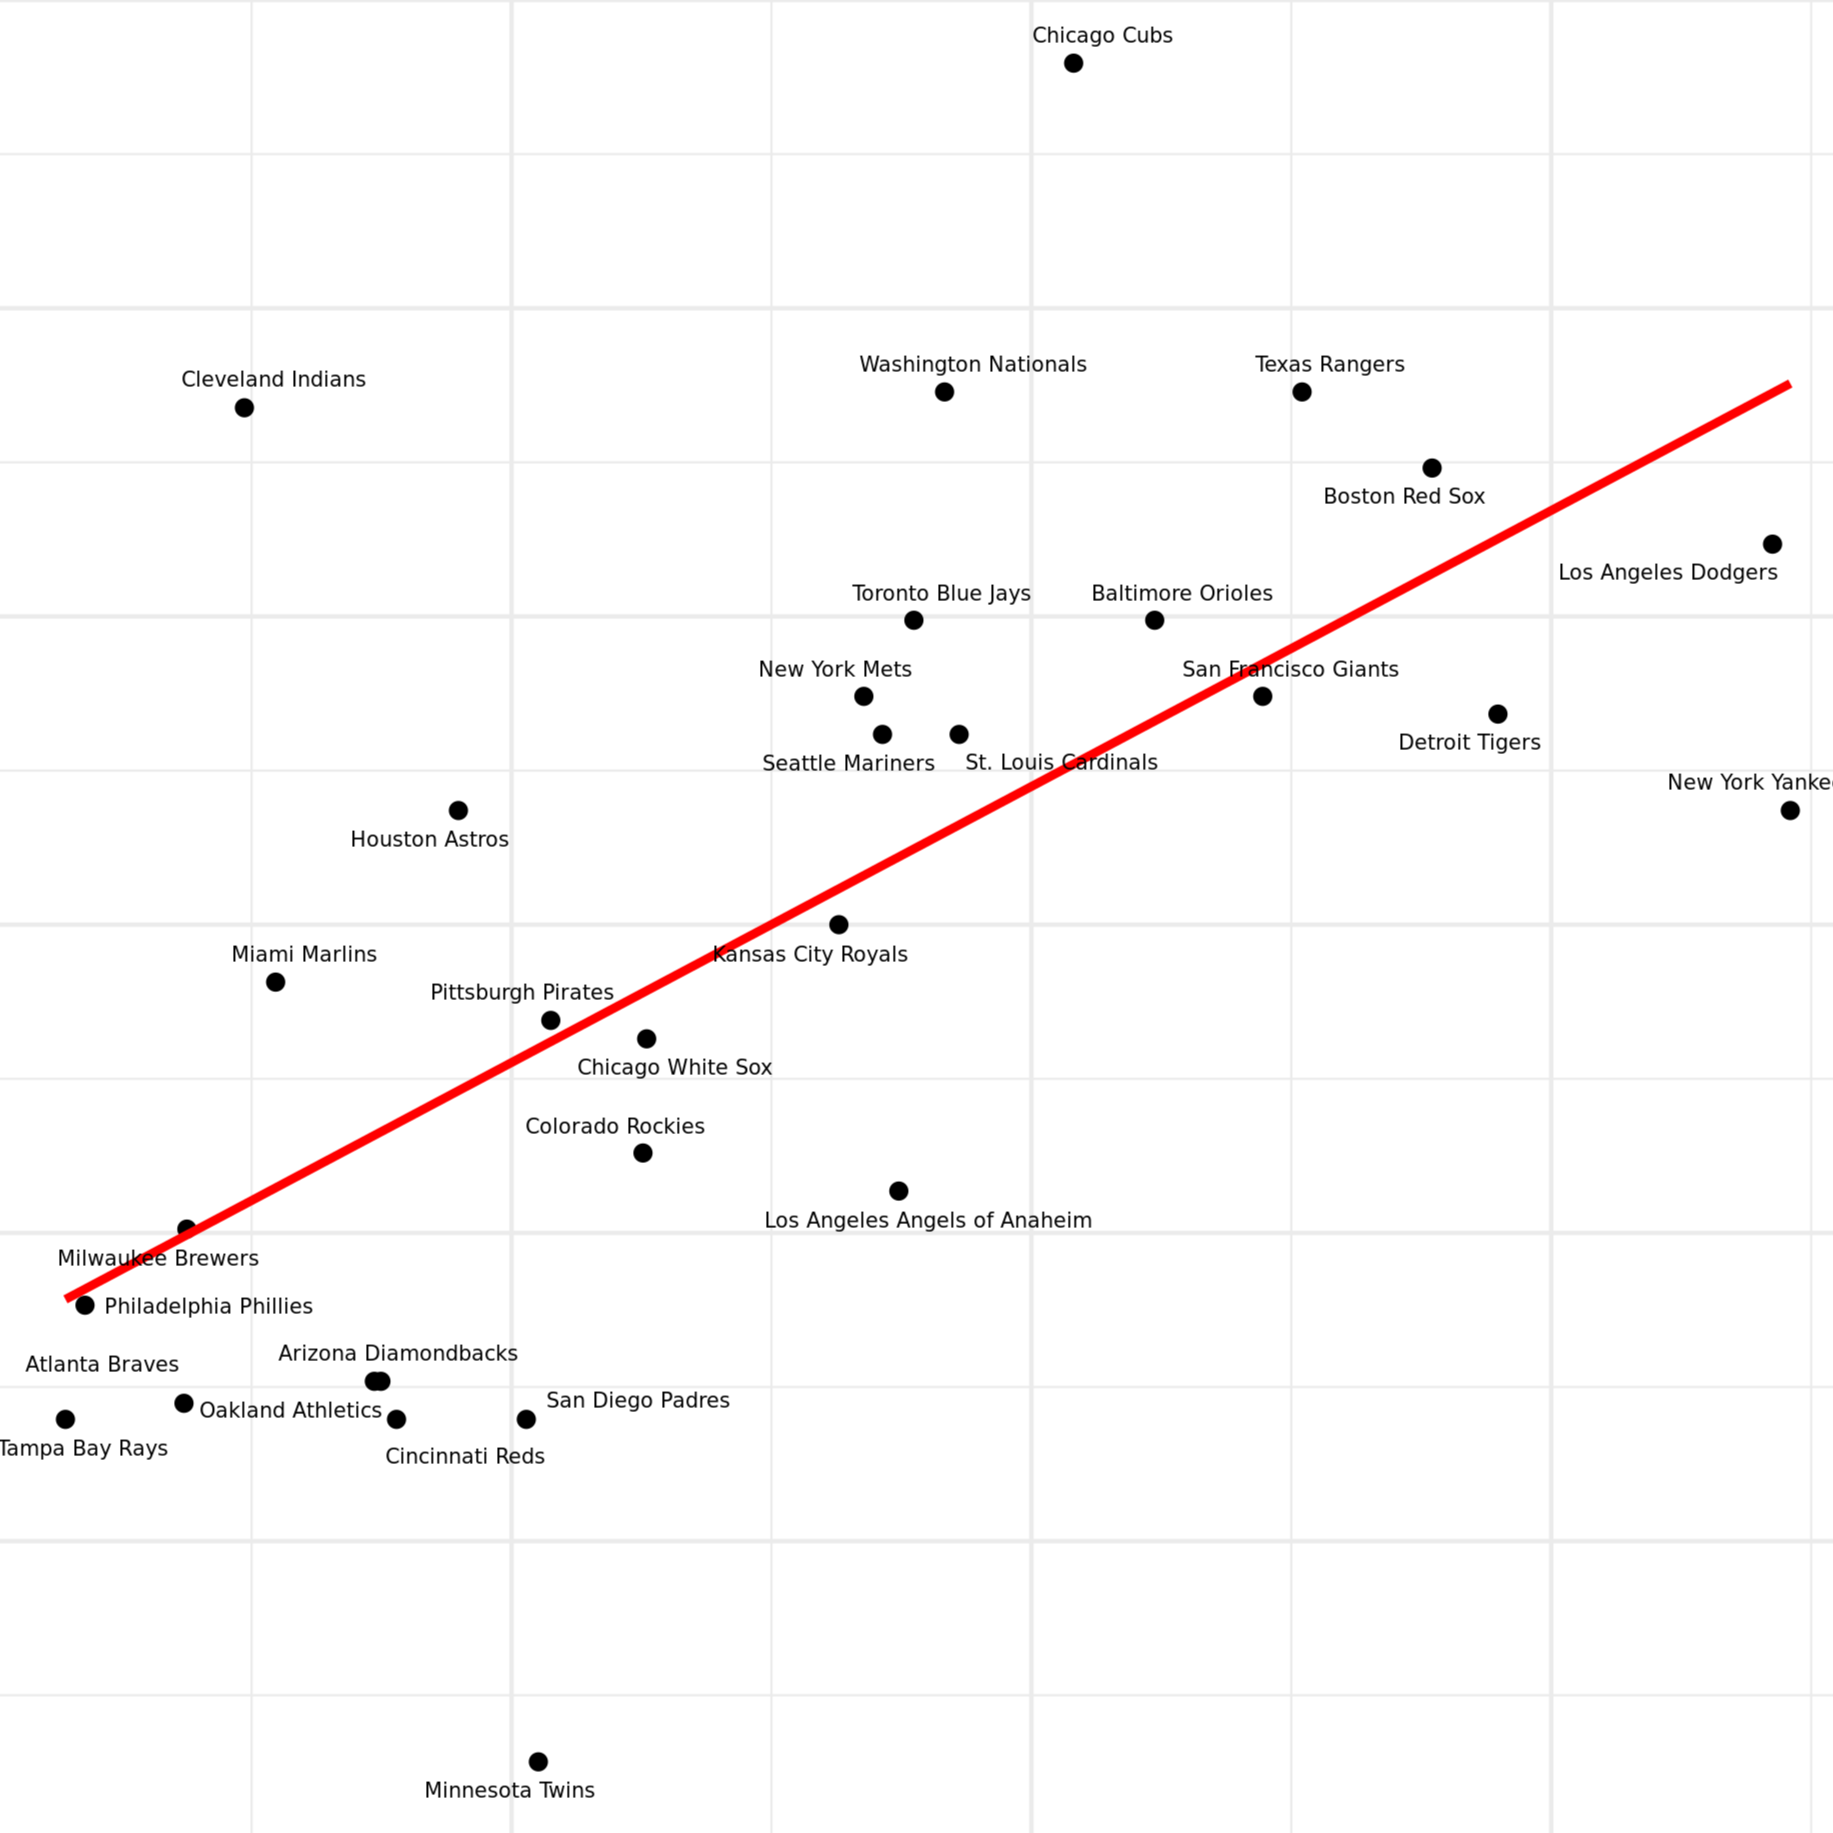 Chicago Cubs
Washington Nationals
Texas Rangers
Cleveland Indians
Boston Red Sox
Los Angeles Dodgers
Toronto Blue Jays
Baltimore Orioles
New York Mets
San Francisco Giants
Detroit Tigers
Seattle Mariners
St. Louis Cardinals
New York Yanke
Houston Astros
Miami Marlins
Kansas City Royals
Pittsburgh Pirates
Chicago White Sox
Colorado Rockies
Los Angeles Angels of Anaheim
Milwaukee Brewers
Philadelphia Phillies
Arizona Diamondbacks
Atlanta Braves
San Diego Padres
Oakland Athletics
Tampa Bay Rays
Cincinnati Reds
Minnesota Twins